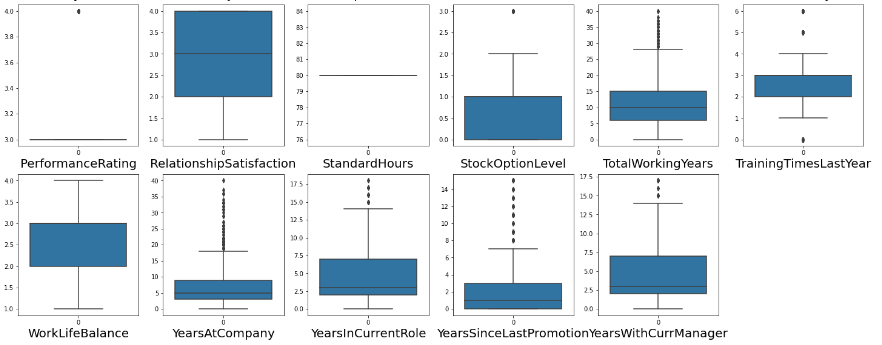 4.0 3.8 3.6 3.4 3.2 3.0 0
4.0 3.5 3.0 2.5 2.0 1.5 1.0 0
84 83 82 81 80 79 78 77 76 0
3.0 2.5 2.0 1.5 1.0 0.5 0.0 0
40 35 30 25 20 15 10 5 0 0
6 5 4 3 2 1 0 0
PerformanceRating RelationshipSatisfaction StandardHours StockOptionLevel TotalWorkingYears TrainingTimesLastYear
4.0 3.5 3.0 2.5 2.0 1.5 1.0 0
40 35 30 25 20 15 10 5 0 0
17.5 15.0 12.5 10.0 7.5 5.0 2.5 0.0 0
14 12 10 8 6 4 2 0 0
17.5 15.0 12.5 10.0 7.5 5.0 2.5 0.0 0
WorkLifeBalance YearsAtCompany YearsInCurrentRole YearsSinceLastPromotion YearsWithCurrManager